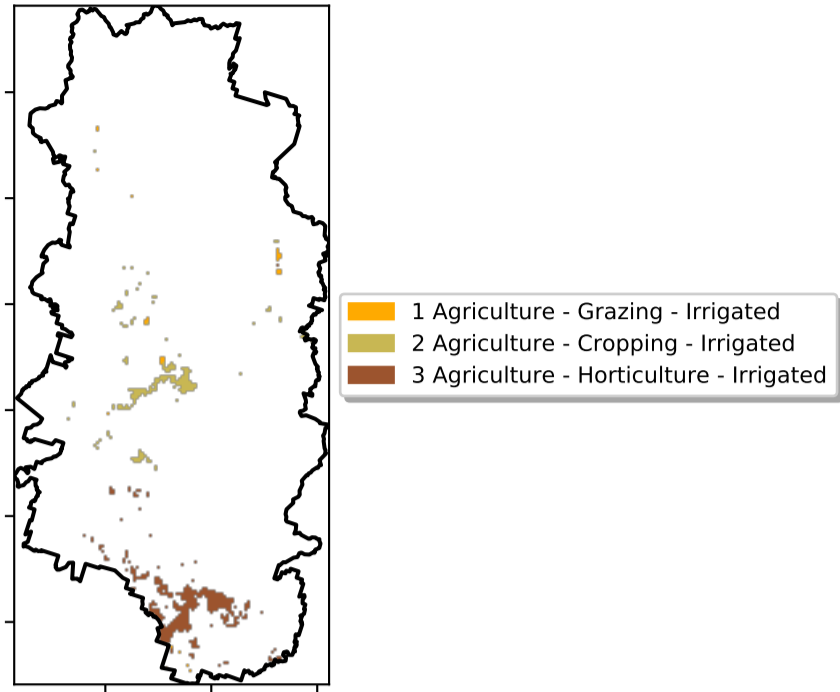 1 Agriculture - Grazing - Irrigated
2 Agriculture - Cropping - Irrigated
3 Agriculture - Horticulture - Irrigated